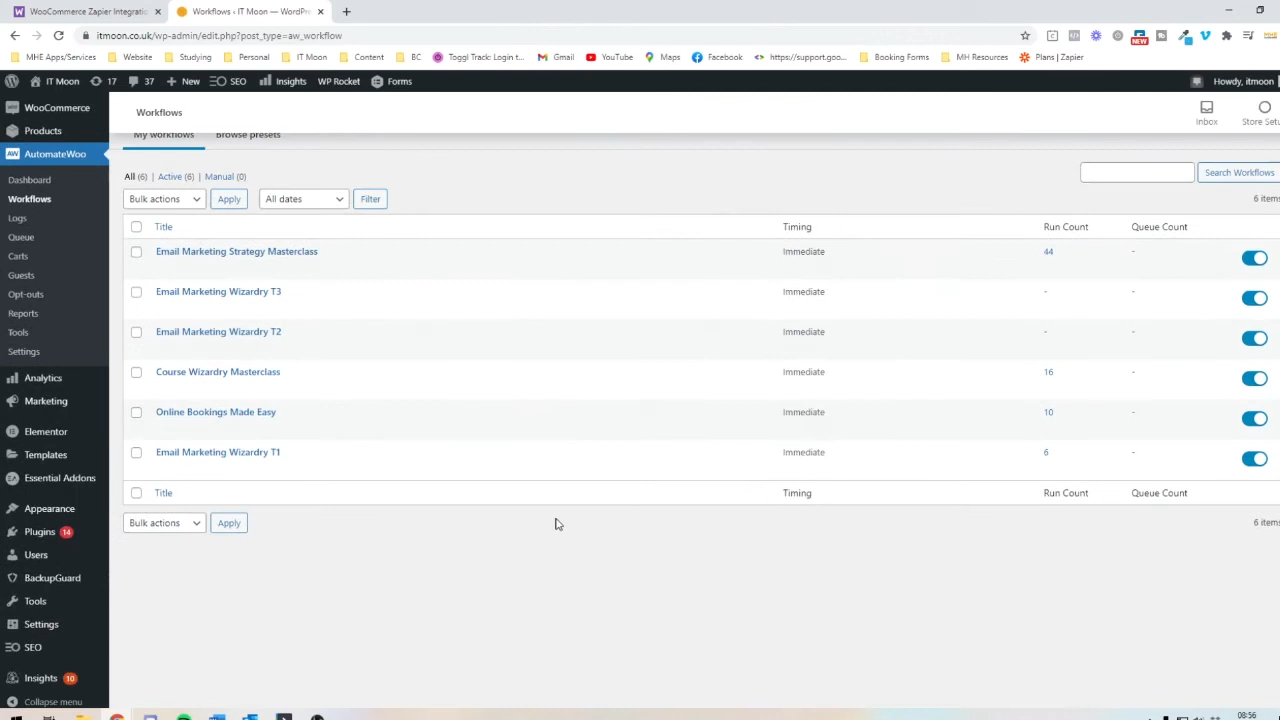 WooCommerce Zapier Integratio
Workflows ‹ IT Moon — WordPre
itmoon.co.uk/wp-admin/edit.php?post_type=aw_workflow
MHE Apps/Services
Website
Studying
Personal
IT Moon
Content
BC
Toggl Track: Login t...
Gmail
YouTube
Maps
Facebook
https://support.goo...
Booking Forms
MH Resources
Plans | Zapier
NEW
IT Moon
17
37
New
SEO
Insights
WP Rocket
Forms
Howdy, itmoon
WooCommerce
Products
AutomateWoo
Dashboard
Workflows
Logs
Queue
Carts
Guests
Opt-outs
Reports
Tools
Settings
Analytics
Marketing
Elementor
Templates
Essential Addons
Appearance
Plugins 14
Users
BackupGuard
Tools
Settings
SEO
Insights 10
Collapse menu
Workflows
Inbox
Store Setu
My workflows
Browse presets
All (6) | Active (6) | Manual (0)
Search Workflows
Bulk actions
Apply
All dates
Filter
6 items
Title
Timing
Run Count
Queue Count
Email Marketing Strategy Masterclass
Immediate
44
-
Email Marketing Wizardry T3
Immediate
-
-
Email Marketing Wizardry T2
Immediate
-
-
Course Wizardry Masterclass
Immediate
16
-
Online Bookings Made Easy
Immediate
10
-
Email Marketing Wizardry T1
Immediate
6
-
Title
Timing
Run Count
Queue Count
Bulk actions
Apply
6 items
08:56